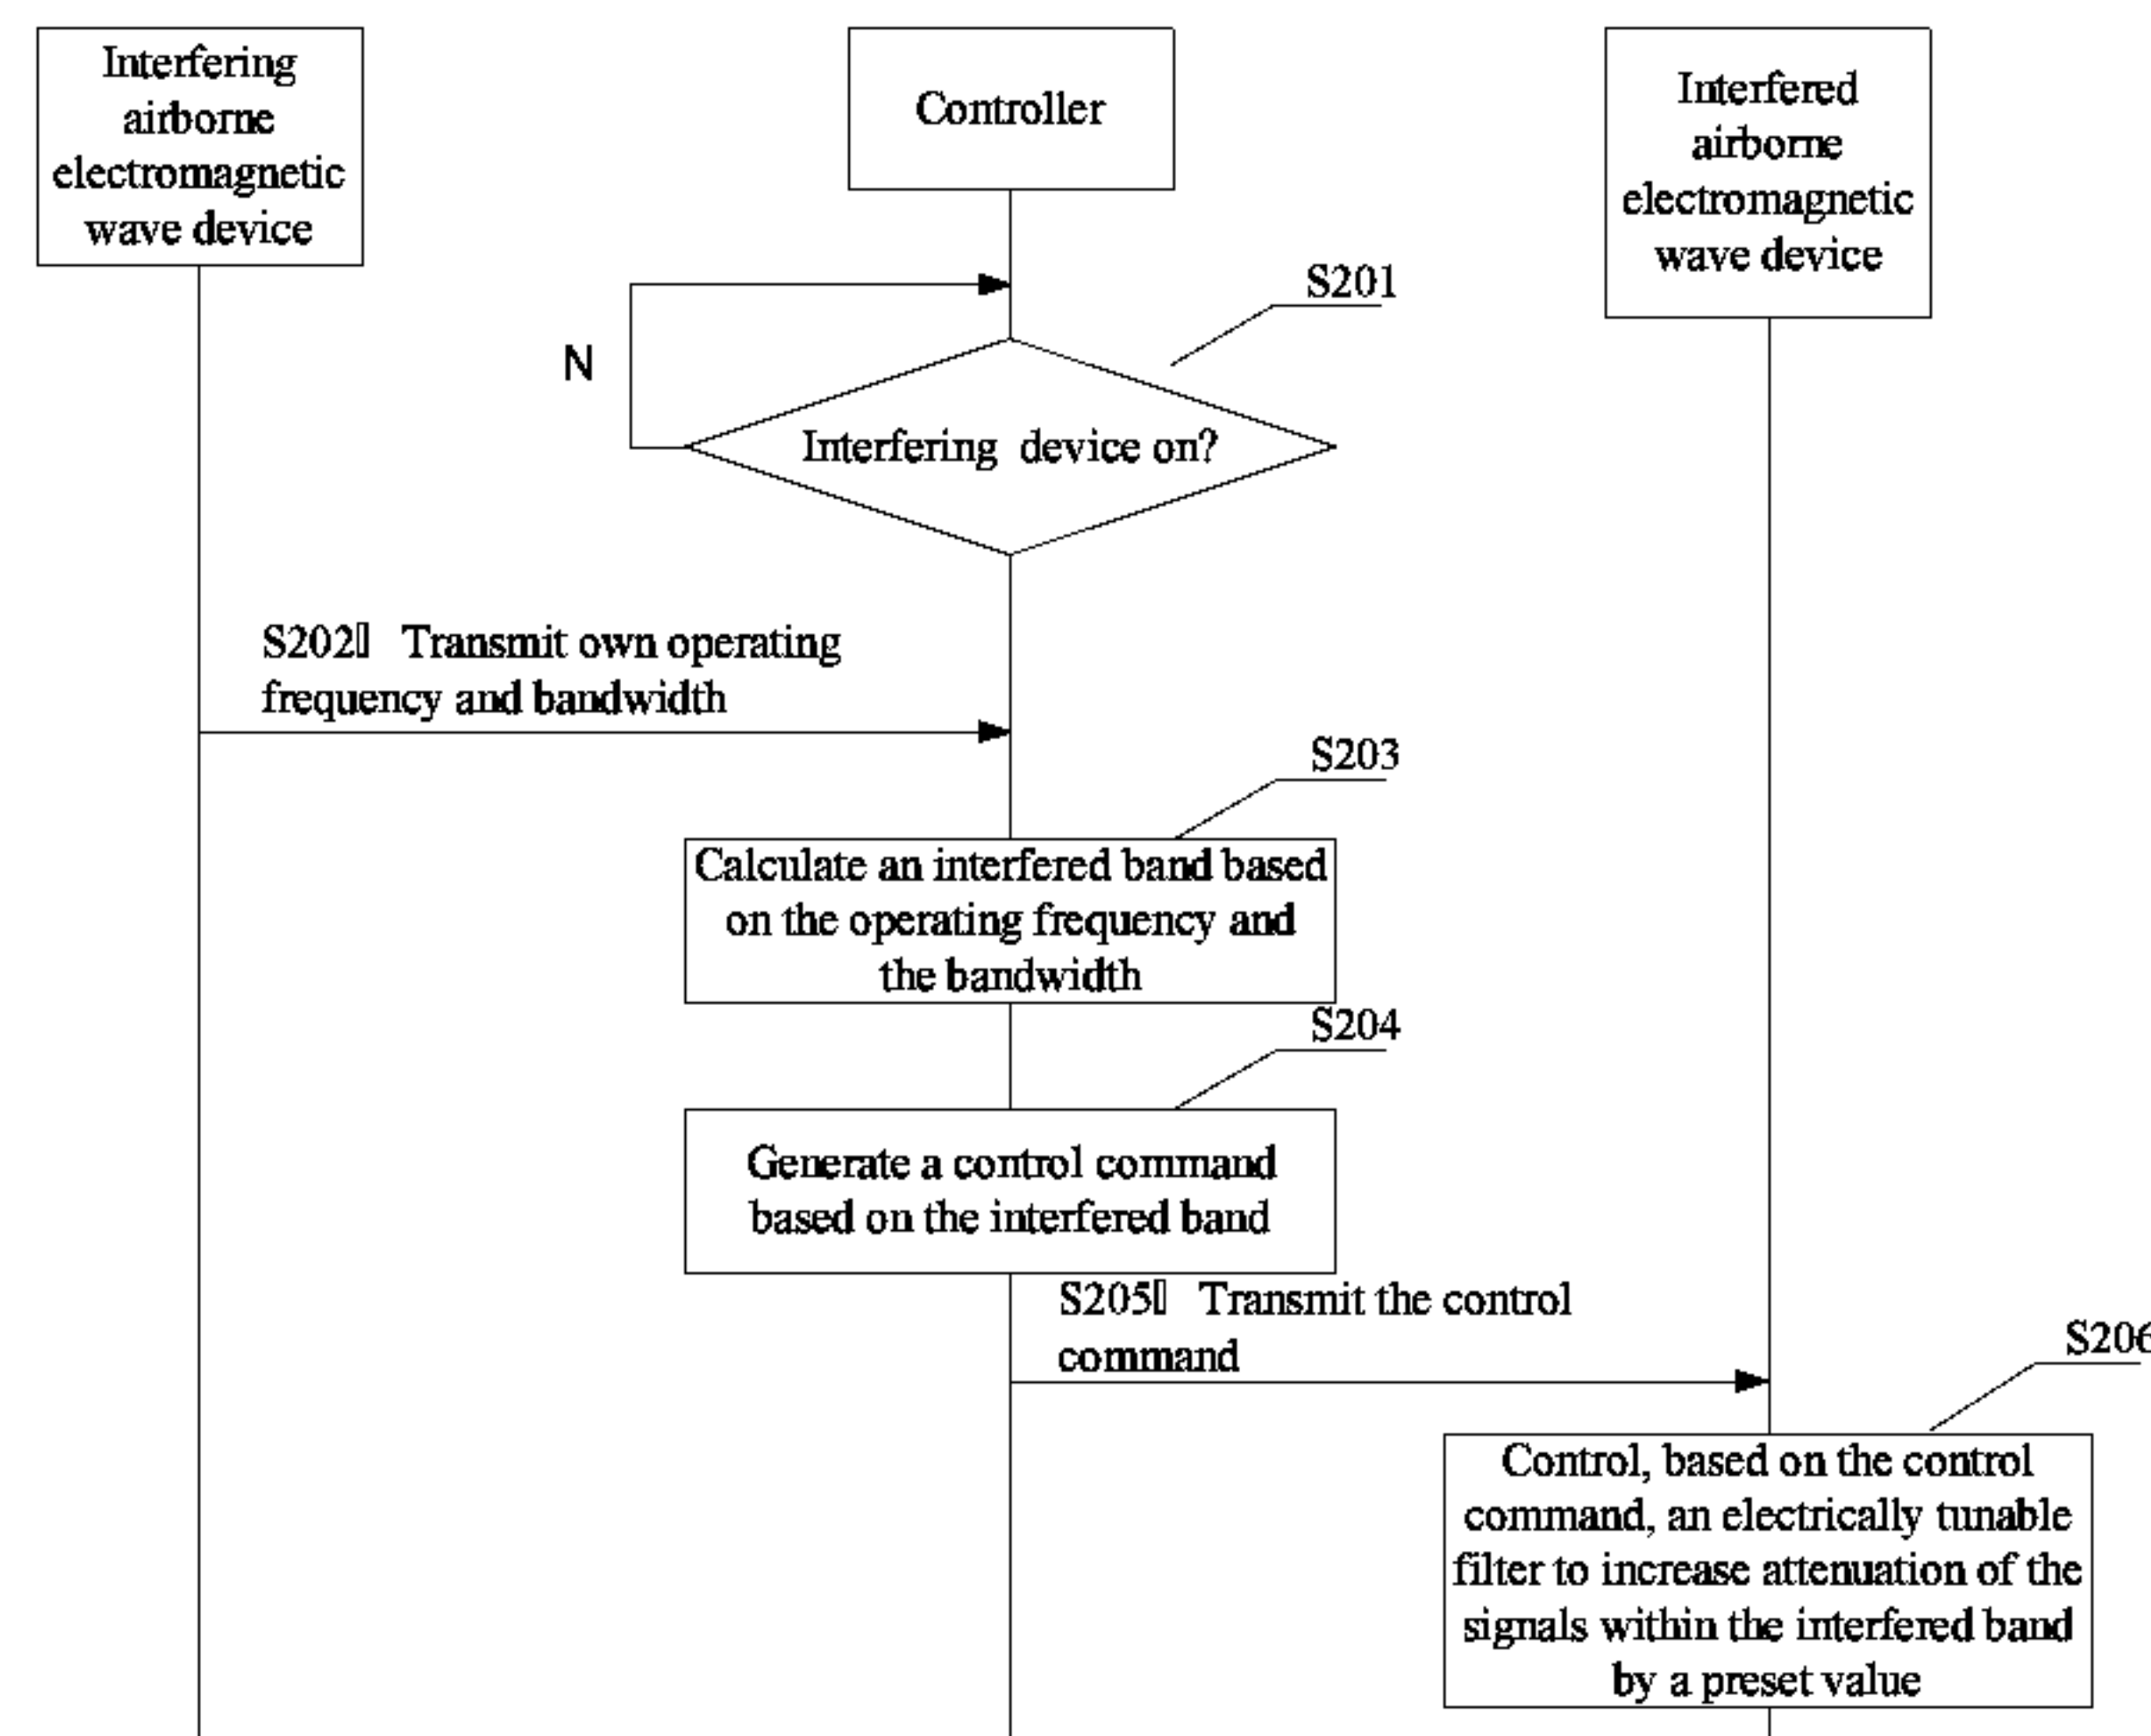 Interfering
airborne
electromagnetic
wave device
Controller
Interfered
airborne
electromagnetic
wave device
S201
N
Interfering device on?
S202▯ Transmit own operating
frequency and bandwidth
S203
Calculate an interfered band based
on the operating frequency and
the bandwidth
S204
Generate a control command
based on the interfered band
S205▯ Transmit the control
command
S206
Control, based on the control
command, an electrically tunable
filter to increase attenuation of the
signals within the interfered band
by a preset value